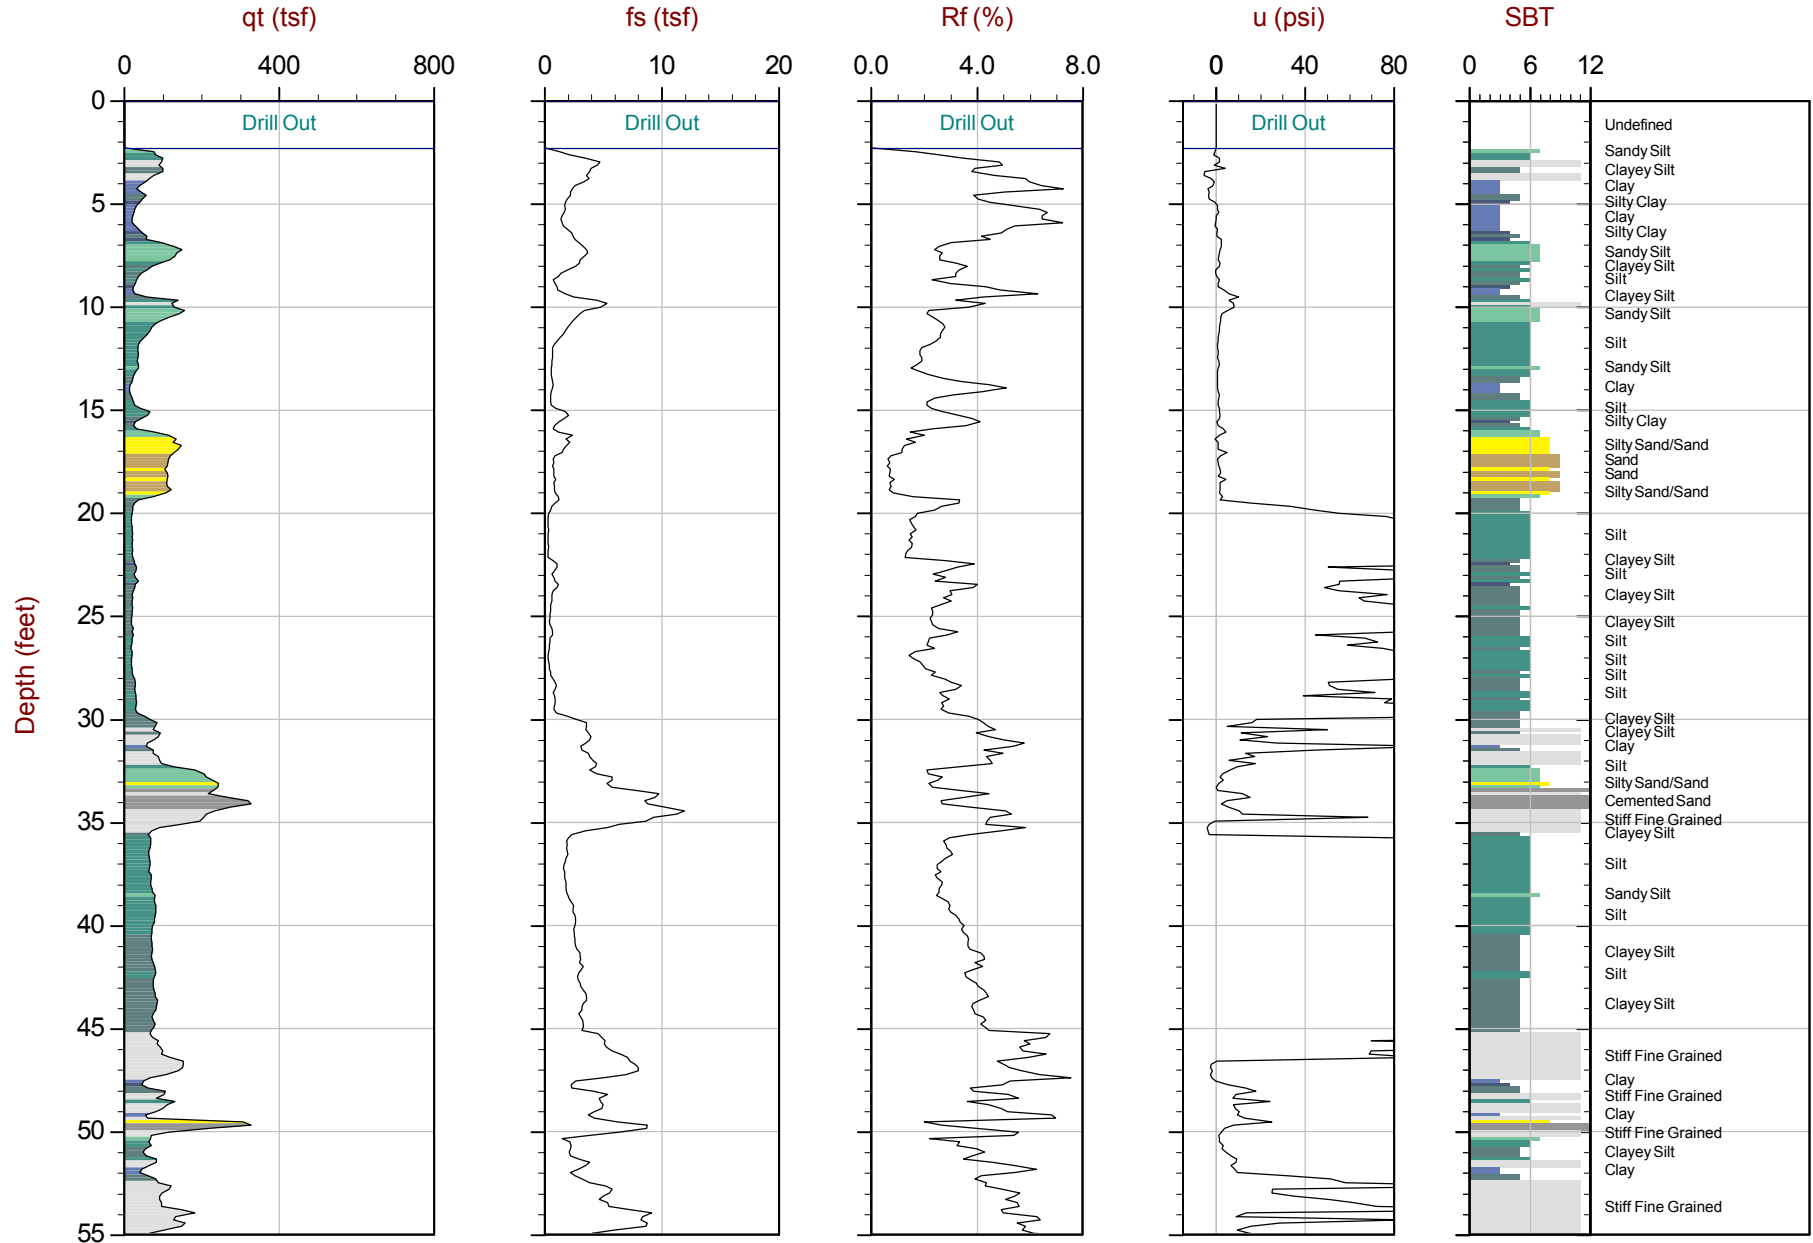 qt (tsf) fs (tsf) Rf (%) u (psi) SBT
0 400 800 0 10 20 0.0 4.0 8.0 0 40 80 0 6 12
0
Drill Out Drill Out Drill Out Drill Out Undefined
Sandy Silt
Clayey Silt
Clay
Silty Clay
5
Clay
Silty Clay
Sandy Silt
Clayey Silt
Silt
Clayey Silt
10
Sandy Silt
Silt
Sandy Silt
Clay
15 Silt
Silty Clay
Silty Sand/Sand
Sand
Sand
Silty Sand/Sand
20
Silt
Clayey Silt
Silt
Clayey Silt
25
Clayey Silt
Silt
Silt
Silt
Silt
Depth (feet)
30 Clayey Silt
Clayey Silt
Clay
Silt
Silty Sand/Sand
Cemented Sand
35 Stiff Fine Grained
Clayey Silt
Silt
Sandy Silt
Silt
40
Clayey Silt
Silt
Clayey Silt
45
Stiff Fine Grained
Clay
Stiff Fine Grained
Clay
50 Stiff Fine Grained
Clayey Silt
Clay
Stiff Fine Grained
55